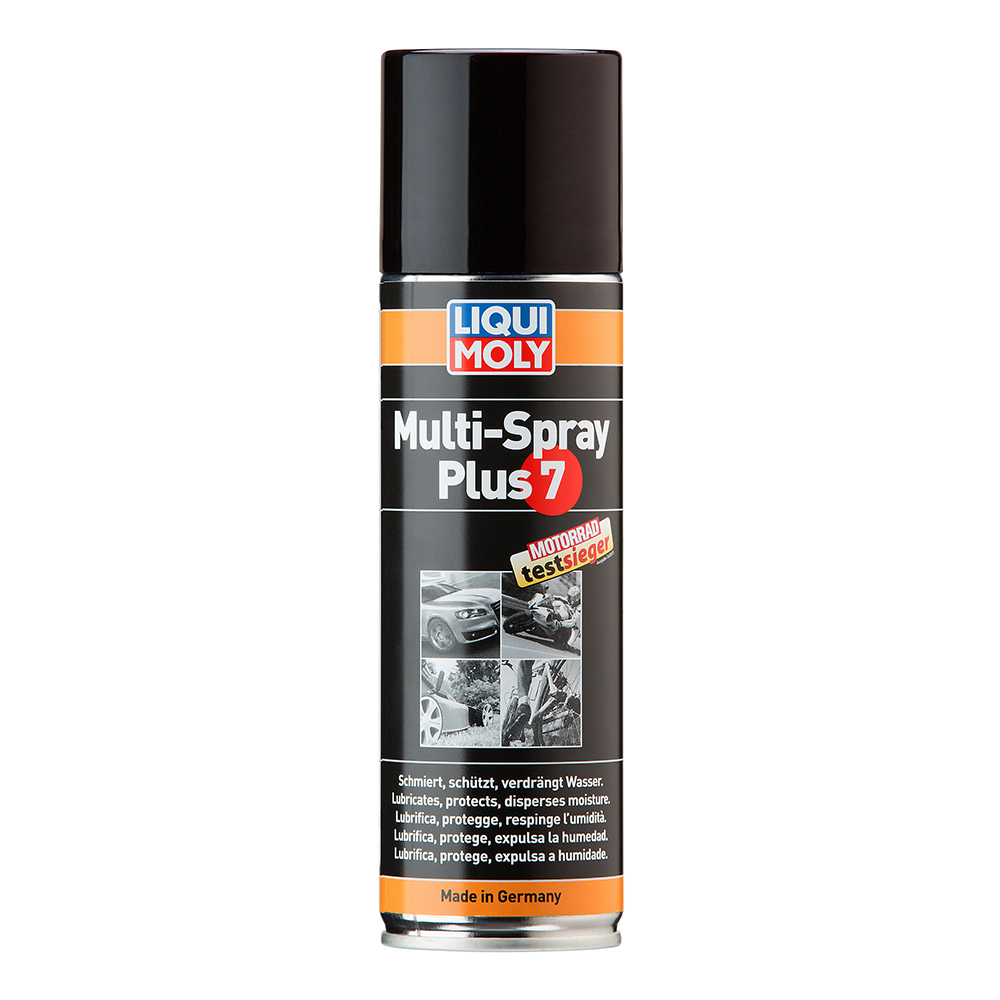 LIQUI
MOLY
Multi-Spray
Plus 7
MOTORRAD
testsieger
Schmiert, schützt, verdrängt Wasser.
Lubricates, protects, disperses moisture.
Lubrifica, protegge, respinge l'umidità.
Lubrifica, protege, expulsa la humedad.
Lubrifica, protege, expulsa a humidade.
Made in Germany